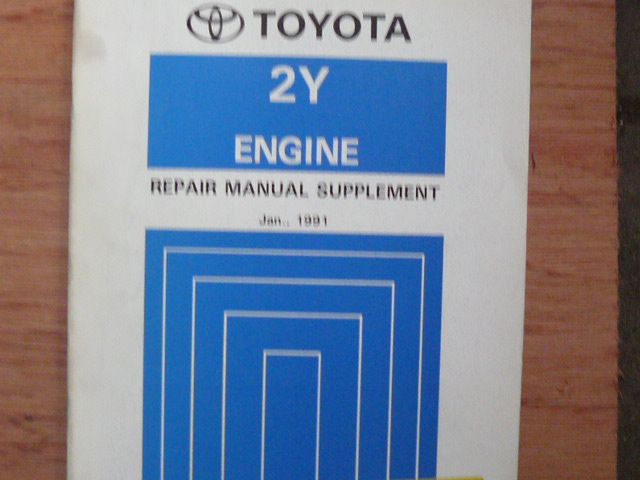 TOYOTA
2Y
ENGINE
REPAIR MANUAL SUPPLEMENT
Jan., 1991